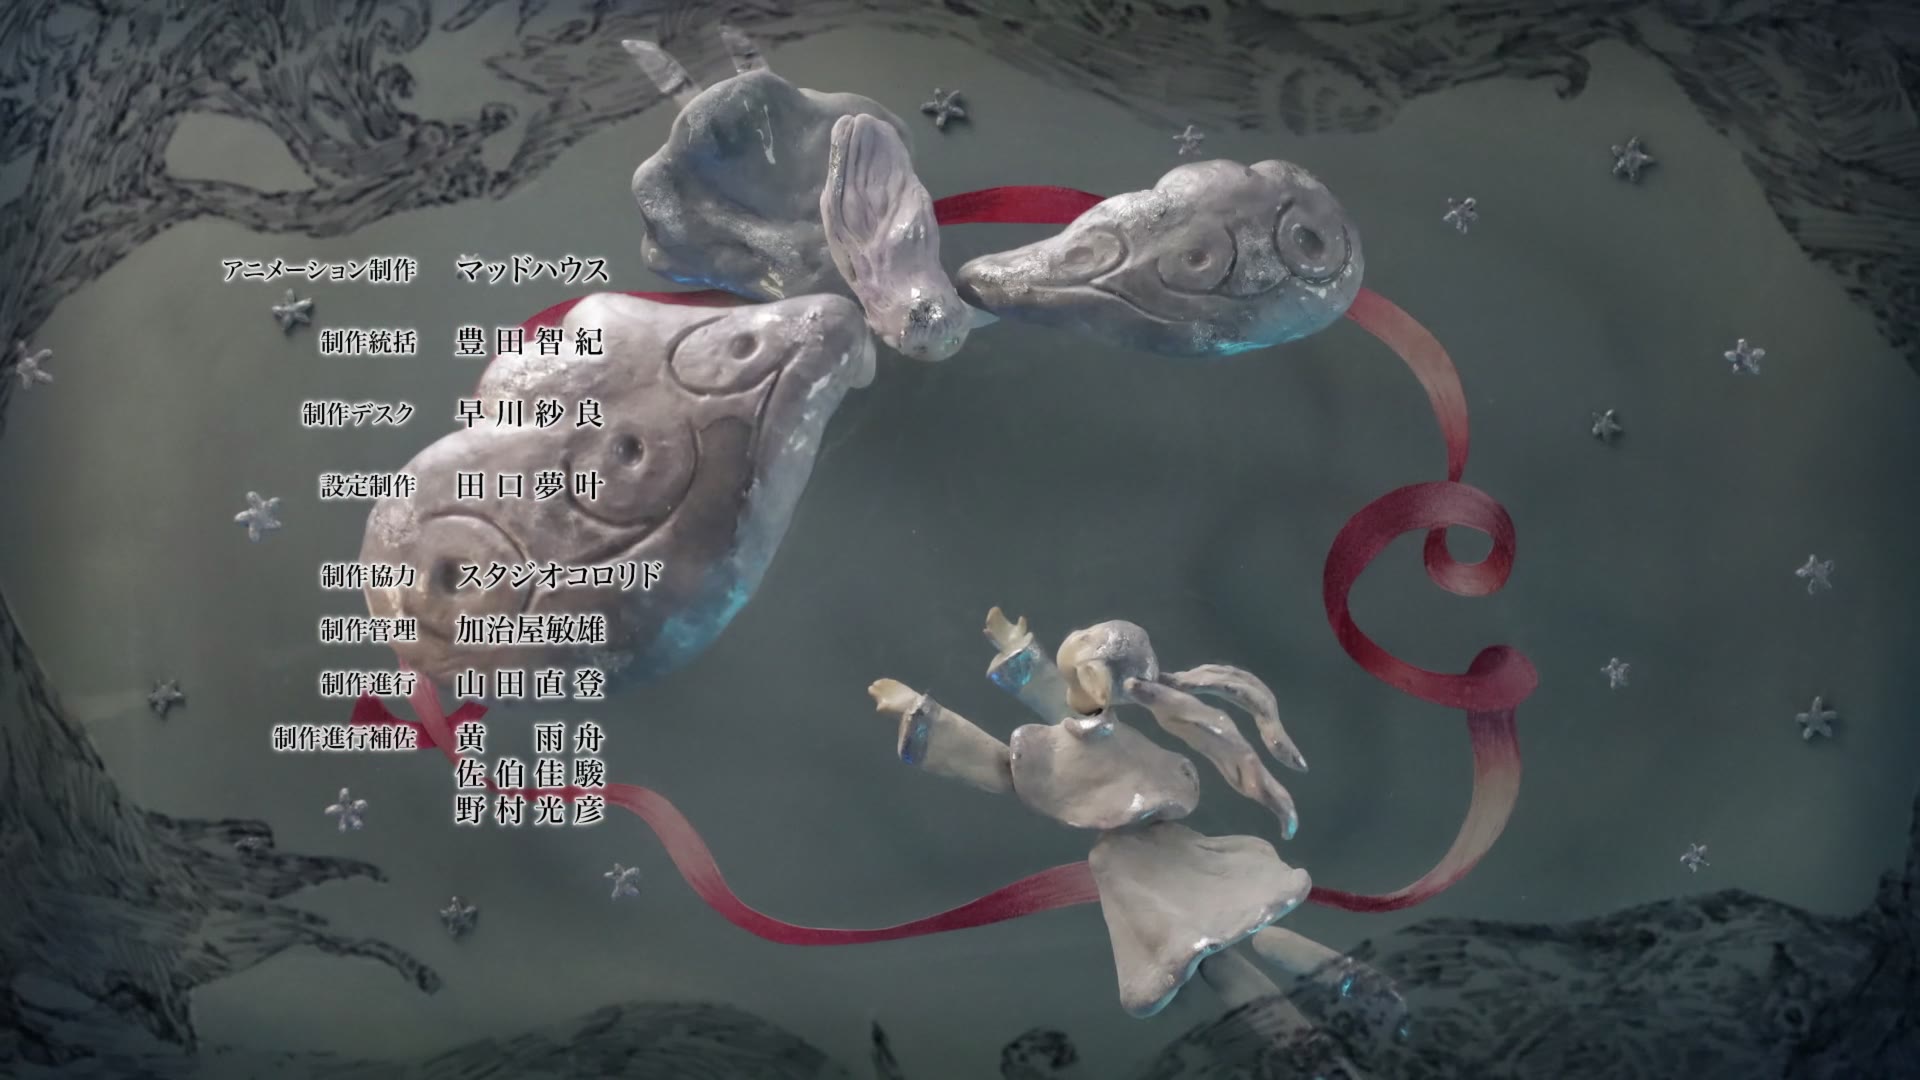 アニメーション制作 マッドハウス
制作統括 豊田智紀
制作デスク 早川紗良
設定制作 田口夢叶
制作協力 スタジオコロリド
制作管理 加治屋敏雄
制作進行 山田直登
制作進行補佐 黄 雨舟
佐伯佳駿
野村光彦